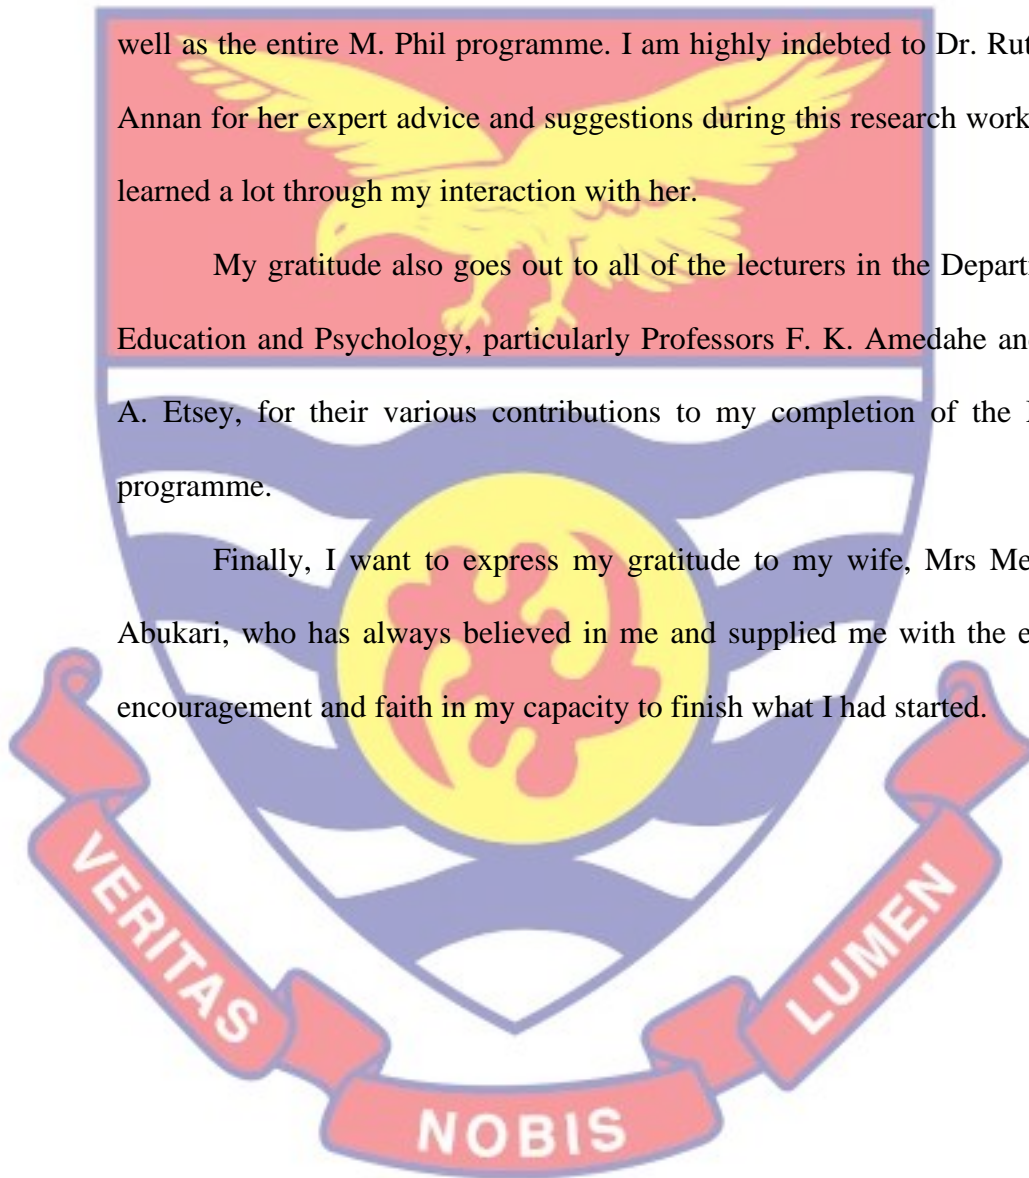 well as the entire M. Phil programme. I am highly indebted to Dr. Rut
Annan for her expert advice and suggestions during this research work
learned a lot through my interaction with her.
My gratitude also goes out to all of the lecturers in the Depart
Education and Psychology, particularly Professors F. K. Amedahe and
A. Etsey, for their various contributions to my completion of the
programme.
Finally, I want to express my gratitude to my wife, Mrs Me
Abukari, who has always believed in me and supplied me with the e
encouragement and faith in my capacity to finish what I had started.
VERITAS
NOBIS
LUMEN